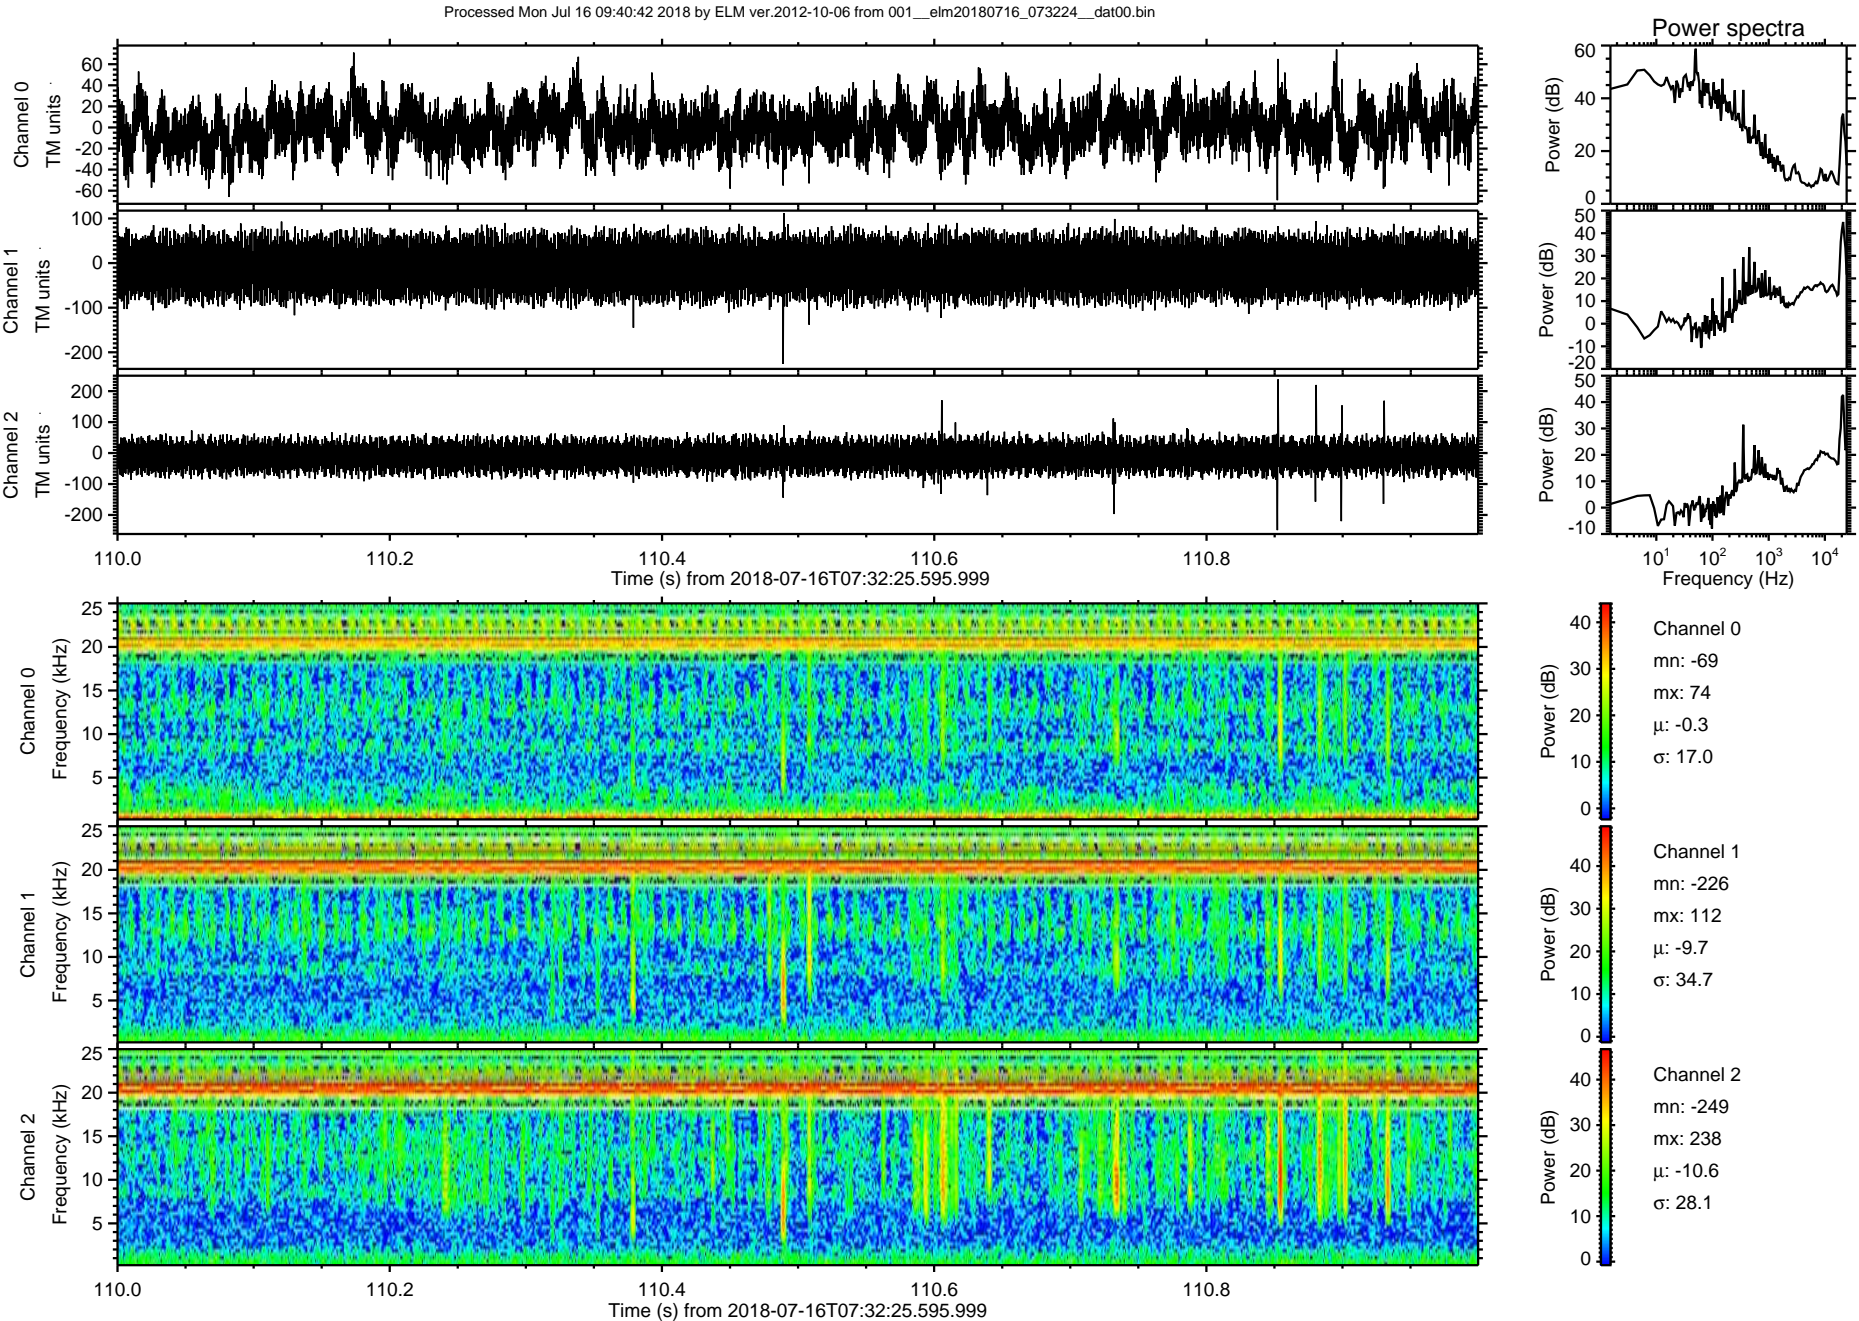 Processed Mon Jul 16 09:40:42 2018 by ELM ver.2012-10-06 from 001__elm20180716_073224__dat00.bin
Power spectra
Channel 0
TM units
60
40
20
0
-20
-40
-60
Power (dB)
60
40
20
0
Channel 1
TM units
100
0
-100
-200
Power (dB)
50
40
30
20
10
0
-10
-20
Channel 2
TM units
200
100
0
-100
-200
Power (dB)
50
40
30
20
10
0
-10
110.0 110.2 110.4 110.6 110.8
Time (s) from 2018-07-16T07:32:25.595.999
10¹ 10² 10³ 10⁴
Frequency (Hz)
Channel 0
Frequency (kHz)
25
20
15
10
5
Power (dB)
40
30
20
10
0
Channel 0
mn: -69
mx: 74
µ: -0.3
σ: 17.0
Channel 1
Frequency (kHz)
25
20
15
10
5
Power (dB)
40
30
20
10
0
Channel 1
mn: -226
mx: 112
µ: -9.7
σ: 34.7
Channel 2
Frequency (kHz)
25
20
15
10
5
Power (dB)
40
30
20
10
0
Channel 2
mn: -249
mx: 238
µ: -10.6
σ: 28.1
110.0 110.2 110.4 110.6 110.8
Time (s) from 2018-07-16T07:32:25.595.999